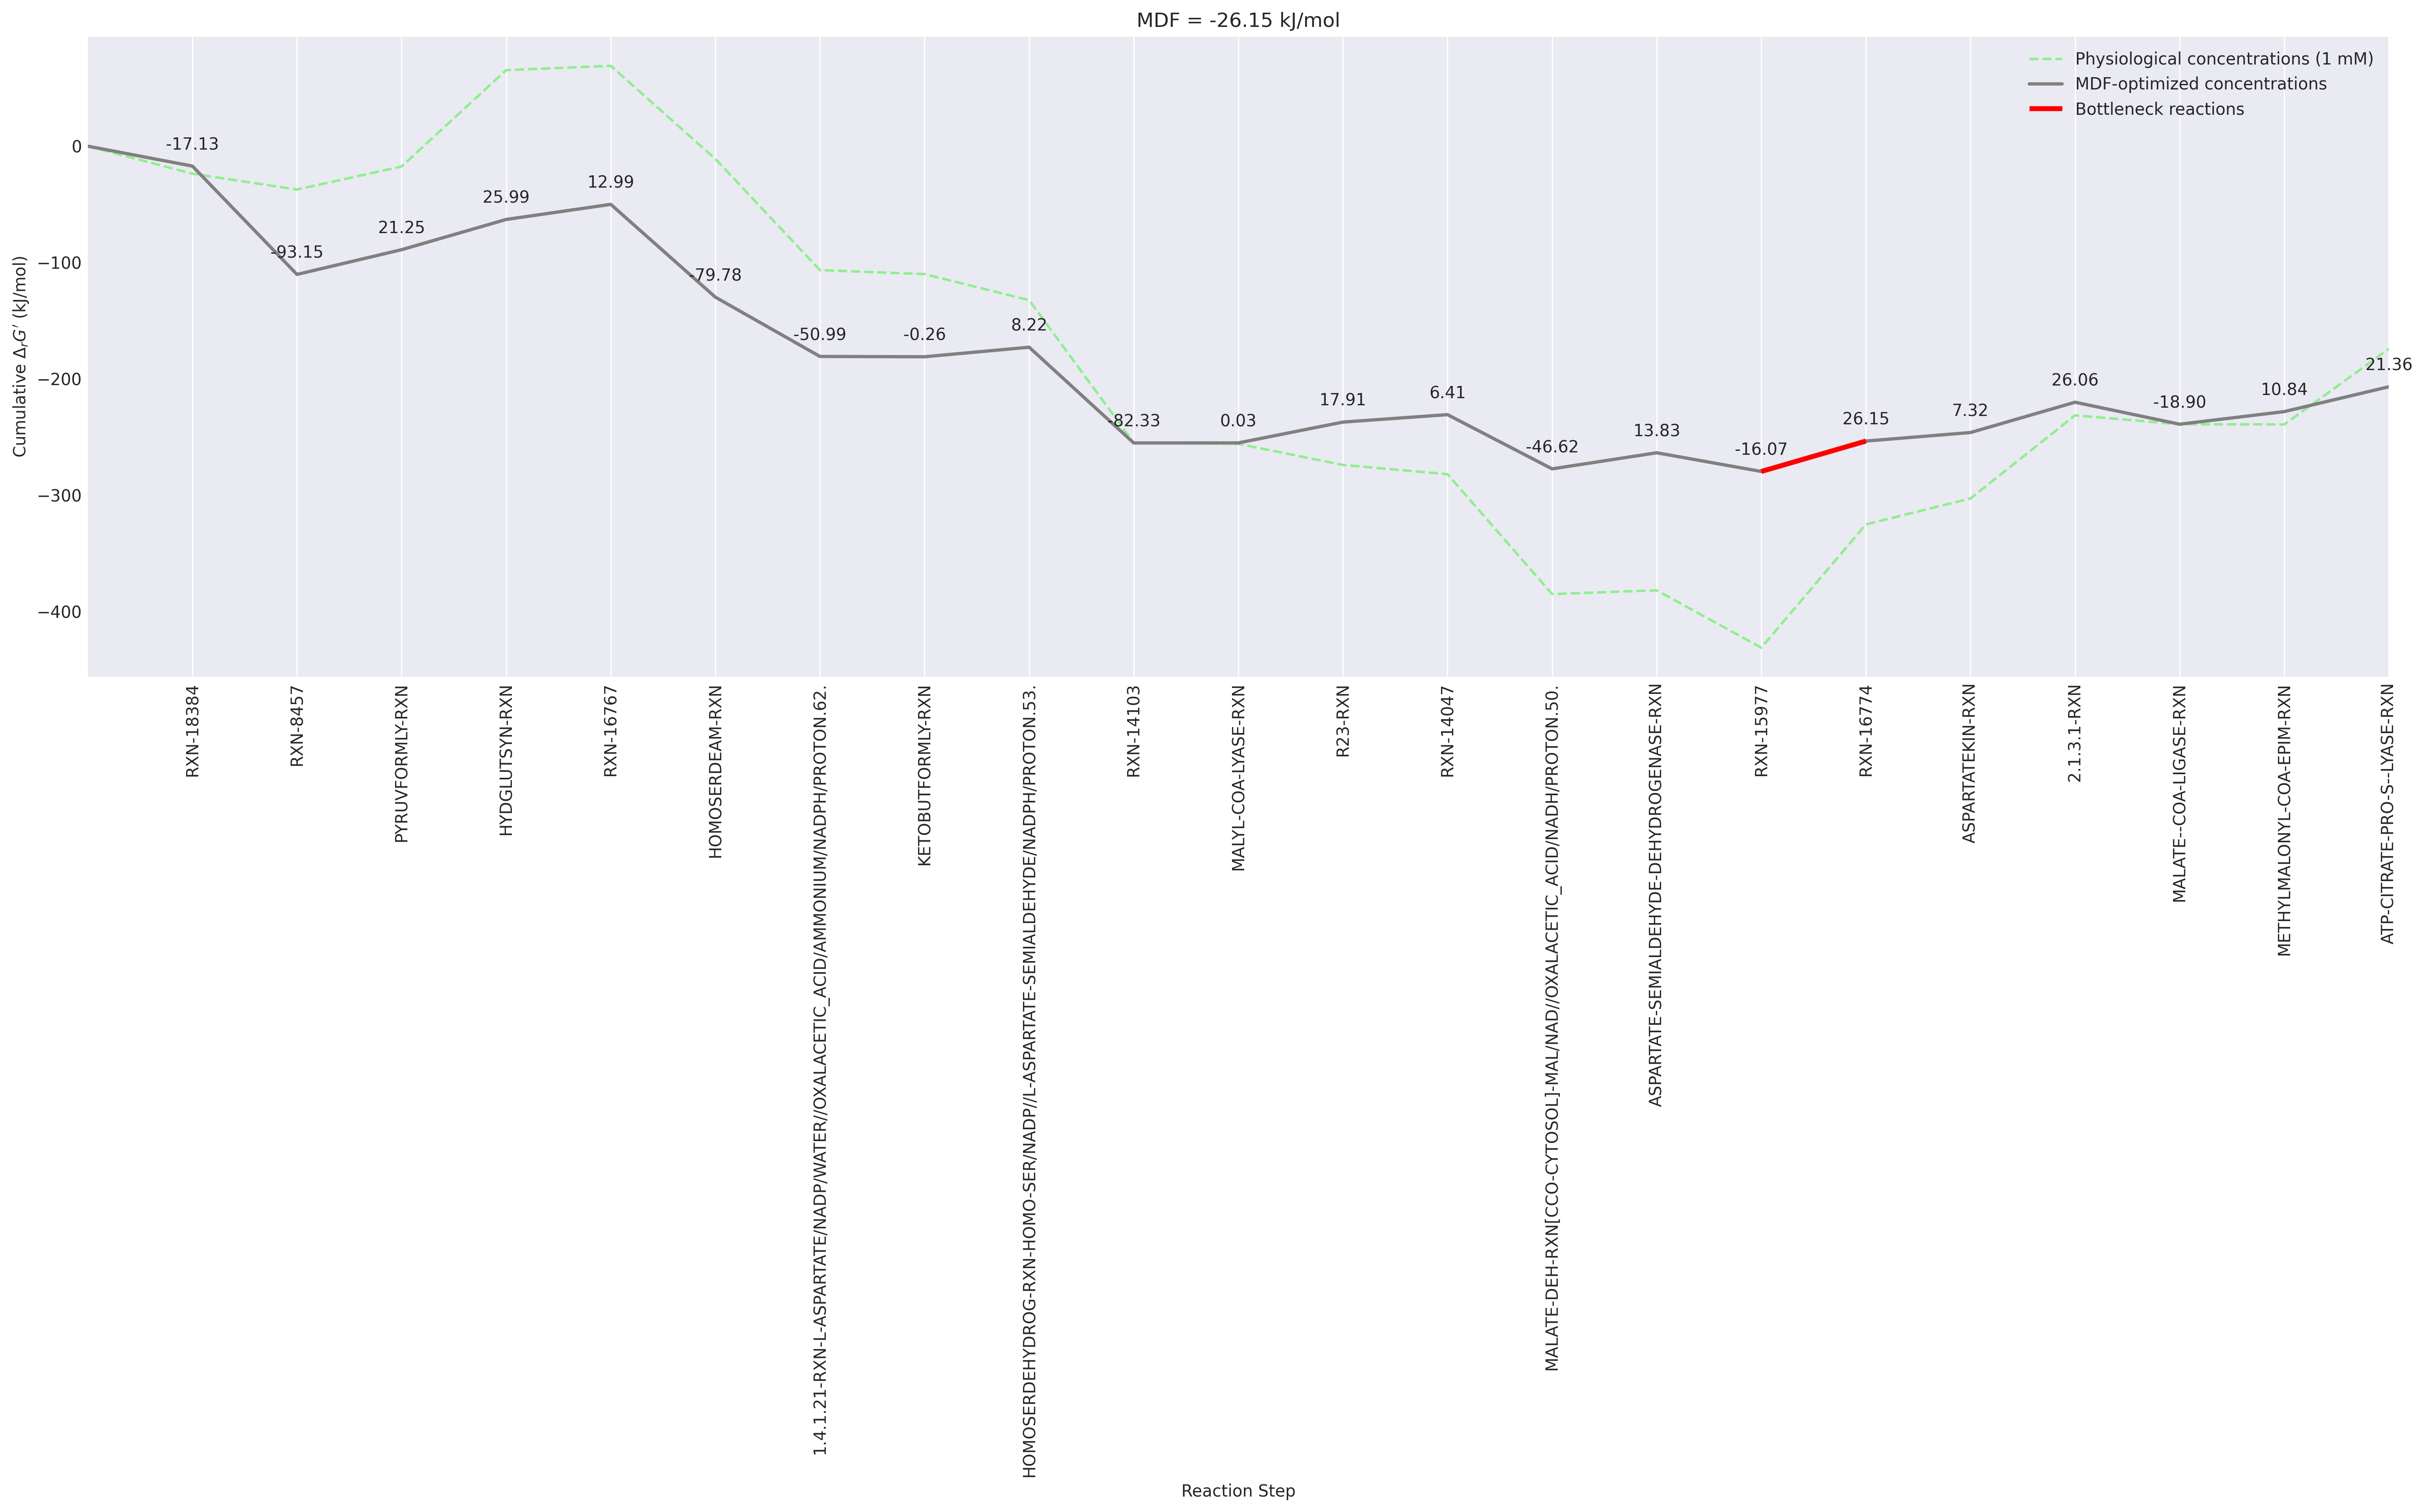 MDF = -26.15 kJ/mol
Physiological concentrations (1 mM)
MDF-optimized concentrations
Bottleneck reactions
Cumulative ΔrG′ (kJ/mol)
0
−100
−200
−300
−400
-17.13
-93.15
21.25
25.99
12.99
-79.78
-50.99
-0.26
8.22
-82.33
0.03
17.91
6.41
-46.62
13.83
-16.07
26.15
7.32
26.06
-18.90
10.84
21.36
RXN-18384
RXN-8457
PYRUVFORMLY-RXN
HYDGLUTSYN-RXN
RXN-16767
HOMOSERDEAM-RXN
1.4.1.21-RXN-L-ASPARTATE/NADP/WATER//OXALACETIC_ACID/AMMONIUM/NADPH/PROTON.62.
KETOBUTFORMLY-RXN
HOMOSERDEHYDROG-RXN-HOMO-SER/NADP//L-ASPARTATE-SEMIALDEHYDE/NADPH/PROTON.53.
RXN-14103
MALYL-COA-LYASE-RXN
R23-RXN
RXN-14047
MALATE-DEH-RXN[CCO-CYTOSOL]-MAL/NAD//OXALACETIC_ACID/NADH/PROTON.50.
ASPARTATE-SEMIALDEHYDE-DEHYDROGENASE-RXN
RXN-15977
RXN-16774
ASPARTATEKIN-RXN
2.1.3.1-RXN
MALATE--COA-LIGASE-RXN
METHYLMALONYL-COA-EPIM-RXN
ATP-CITRATE-PRO-S--LYASE-RXN
Reaction Step